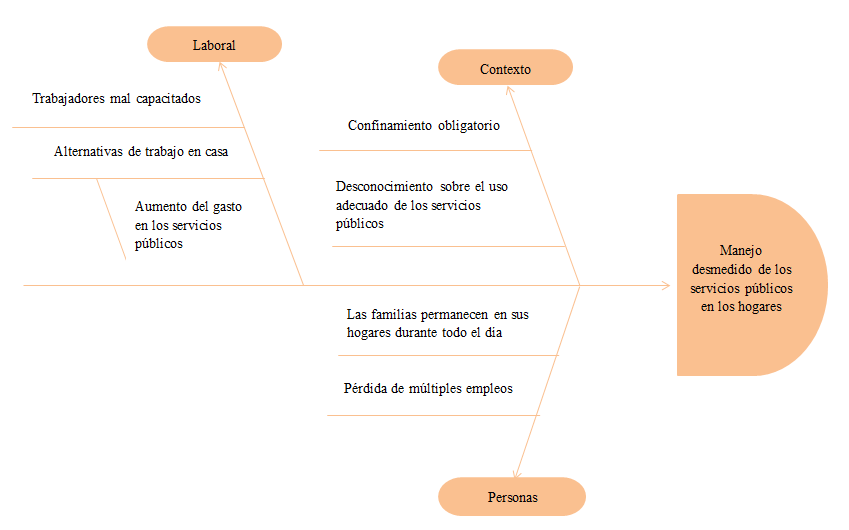 Laboral
Trabajadores mal capacitados
Alternativas de trabajo en casa
Aumento del gasto
en los servicios
públicos
Contexto
Confinamiento obligatorio
Desconocimiento sobre el uso
adecuado de los servicios
públicos
Las familias permanecen en sus
hogares durante todo el día
Pérdida de múltiples empleos
Personas
Manejo
desmedido de los
servicios públicos
en los hogares